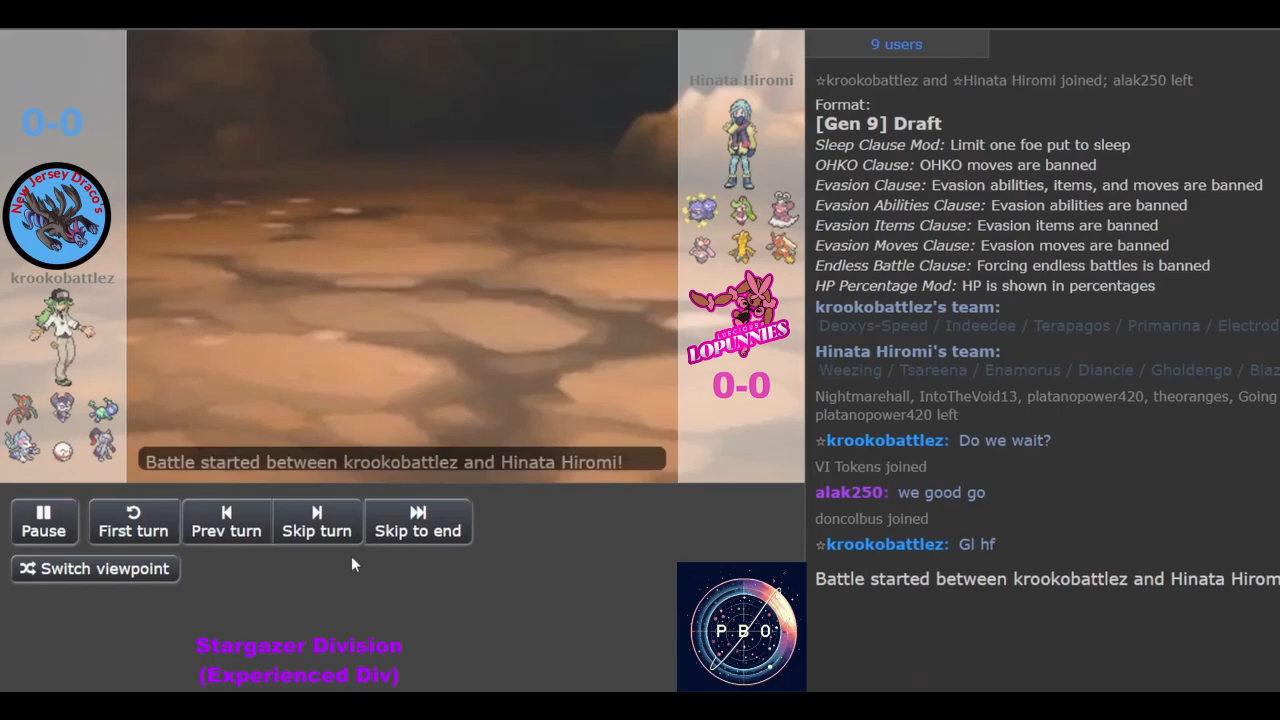 0-0
New Jersey Draco's
krookobattlez
Battle started between krookobattlez and Hinata Hiromi!
Hinata Hiromi
LUSCIOUS
LOPUNNIES
0-0
Pause
First turn
Prev turn
Skip turn
Skip to end
Switch viewpoint
Stargazer Division
(Experienced Div)
P B O
9 users
☆krookobattlez and ☆Hinata Hiromi joined; alak250 left
Format:
[Gen 9] Draft
Sleep Clause Mod: Limit one foe put to sleep
OHKO Clause: OHKO moves are banned
Evasion Clause: Evasion abilities, items, and moves are banned
Evasion Abilities Clause: Evasion abilities are banned
Evasion Items Clause: Evasion items are banned
Evasion Moves Clause: Evasion moves are banned
Endless Battle Clause: Forcing endless battles is banned
HP Percentage Mod: HP is shown in percentages
krookobattlez's team:
Deoxys-Speed / Indeedee / Terapagos / Primarina / Electrod
Hinata Hiromi's team:
Weezing / Tsareena / Enamorus / Diancie / Gholdengo / Blaz
Nightmarehall, IntoTheVoid13, platanopower420, theoranges, Going
platanopower420 left
☆krookobattlez: Do we wait?
VI Tokens joined
alak250: we good go
doncolbus joined
☆krookobattlez: Gl hf
Battle started between krookobattlez and Hinata Hirom